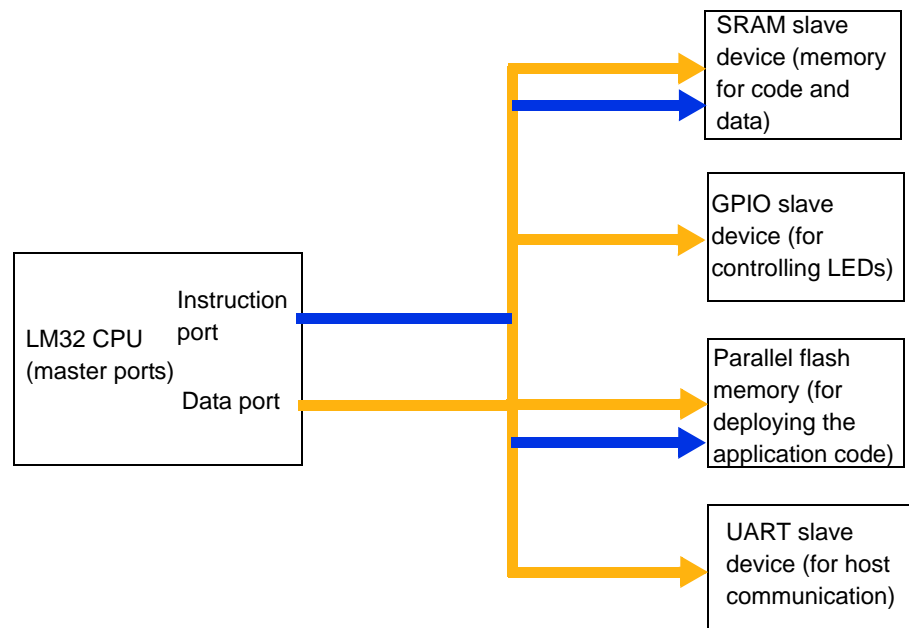 SRAM slave
device (memory
for code and
data)
GPIO slave
device (for
controlling LEDs)
Instruction
port
LM32 CPU
(master ports)
Data port
Parallel flash
memory (for
deploying the
application code)
UART slave
device (for host
communication)